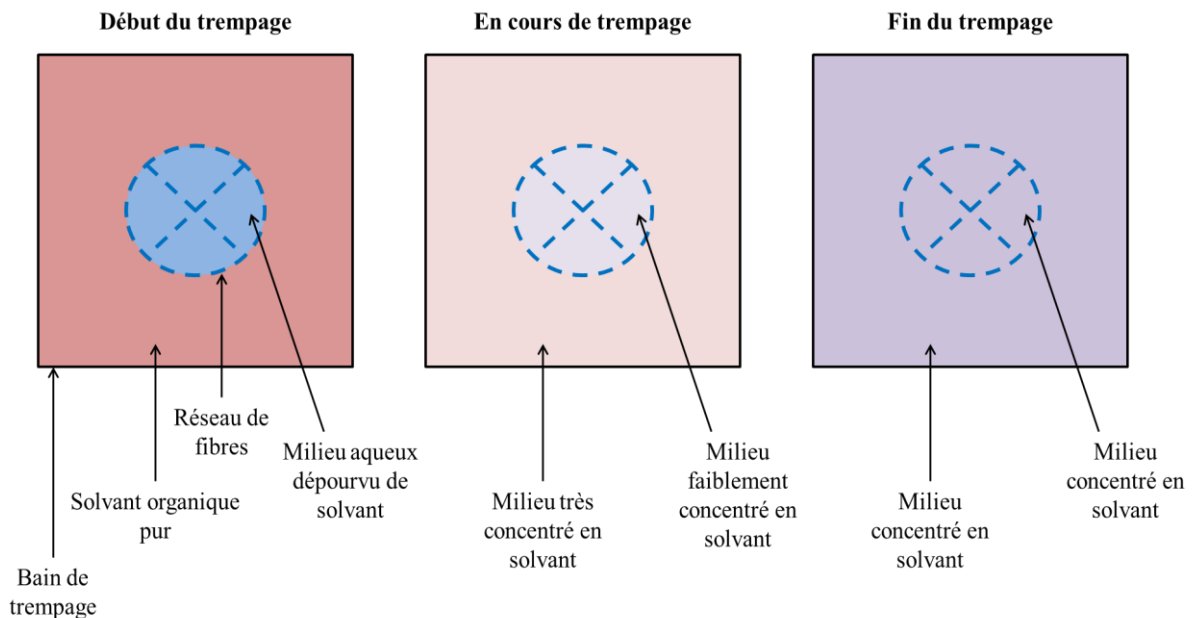 Début du trempage
En cours de trempage
Fin du trempage
Réseau de
fibres
Milieu aqueux
dépourvu de
solvant
Solvant organique
pur
Bain de
trempage
Milieu très
concentré en
solvant
Milieu
faiblement
concentré en
solvant
Milieu
concentré en
solvant
Milieu
concentré en
solvant